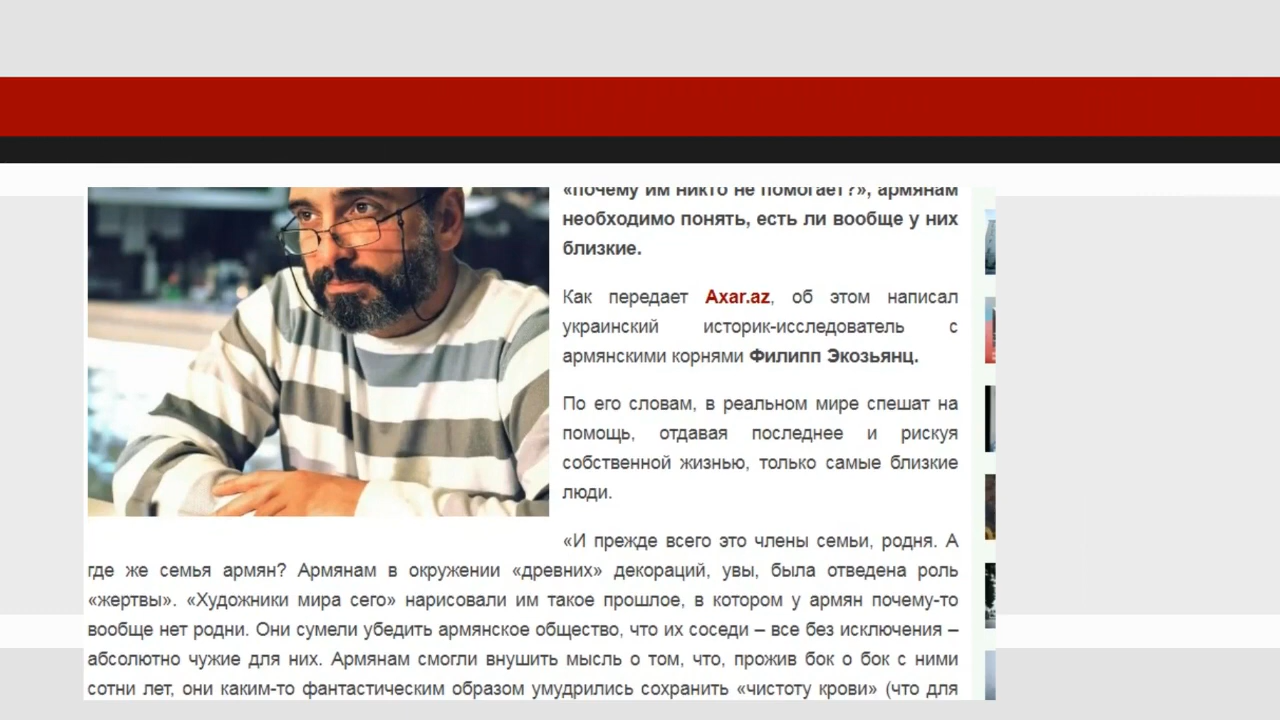 «почему им никто не помогает?», армянам
необходимо понять, есть ли вообще у них
близкие.
Как передает Axar.az, об этом написал
украинский историк-исследователь с
армянскими корнями Филипп Экозьянц.
По его словам, в реальном мире спешат на
помощь, отдавая последнее и рискуя
собственной жизнью, только самые близкие
люди.
«И прежде всего это члены семьи, родня. А
где же семья армян? Армянам в окружении «древних» декораций, увы, была отведена роль
«жертвы». «Художники мира сего» нарисовали им такое прошлое, в котором у армян почему-то
вообще нет родни. Они сумели убедить армянское общество, что их соседи – все без исключения –
абсолютно чужие для них. Армянам смогли внушить мысль о том, что, прожив бок о бок с ними
сотни лет, они каким-то фантастическим образом умудрились сохранить «чистоту крови» (что для